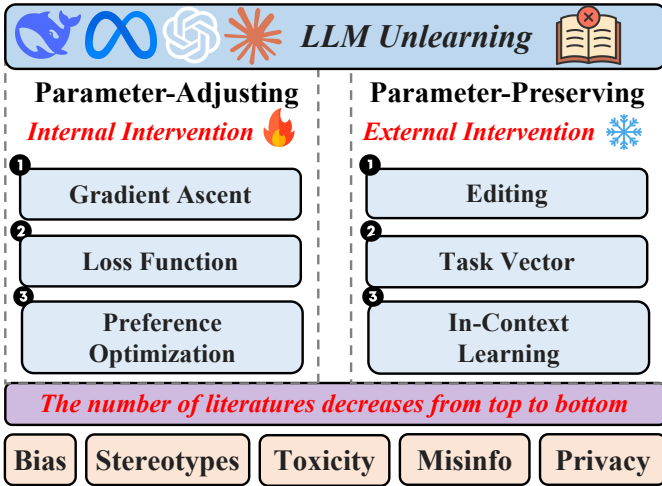 LLM Unlearning
Parameter-Adjusting
Internal Intervention
1
Gradient Ascent
2
Loss Function
3
Preference
Optimization
Parameter-Preserving
External Intervention
1
Editing
2
Task Vector
3
In-Context
Learning
The number of literatures decreases from top to bottom
Bias
Stereotypes
Toxicity
Misinfo
Privacy